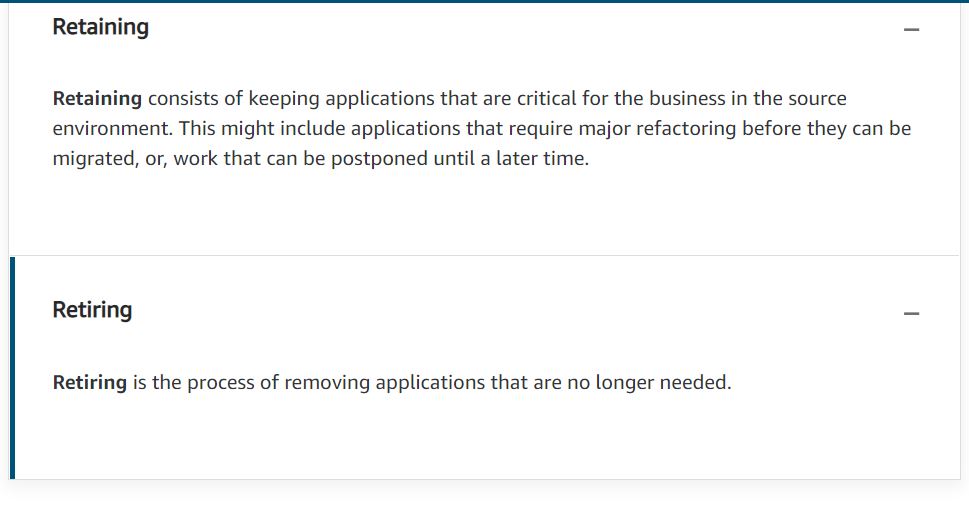 Retaining
Retaining consists of keeping applications that are critical for the business in the source
environment. This might include applications that require major refactoring before they can be
migrated, or, work that can be postponed until a later time.
Retiring
Retiring is the process of removing applications that are no longer needed.